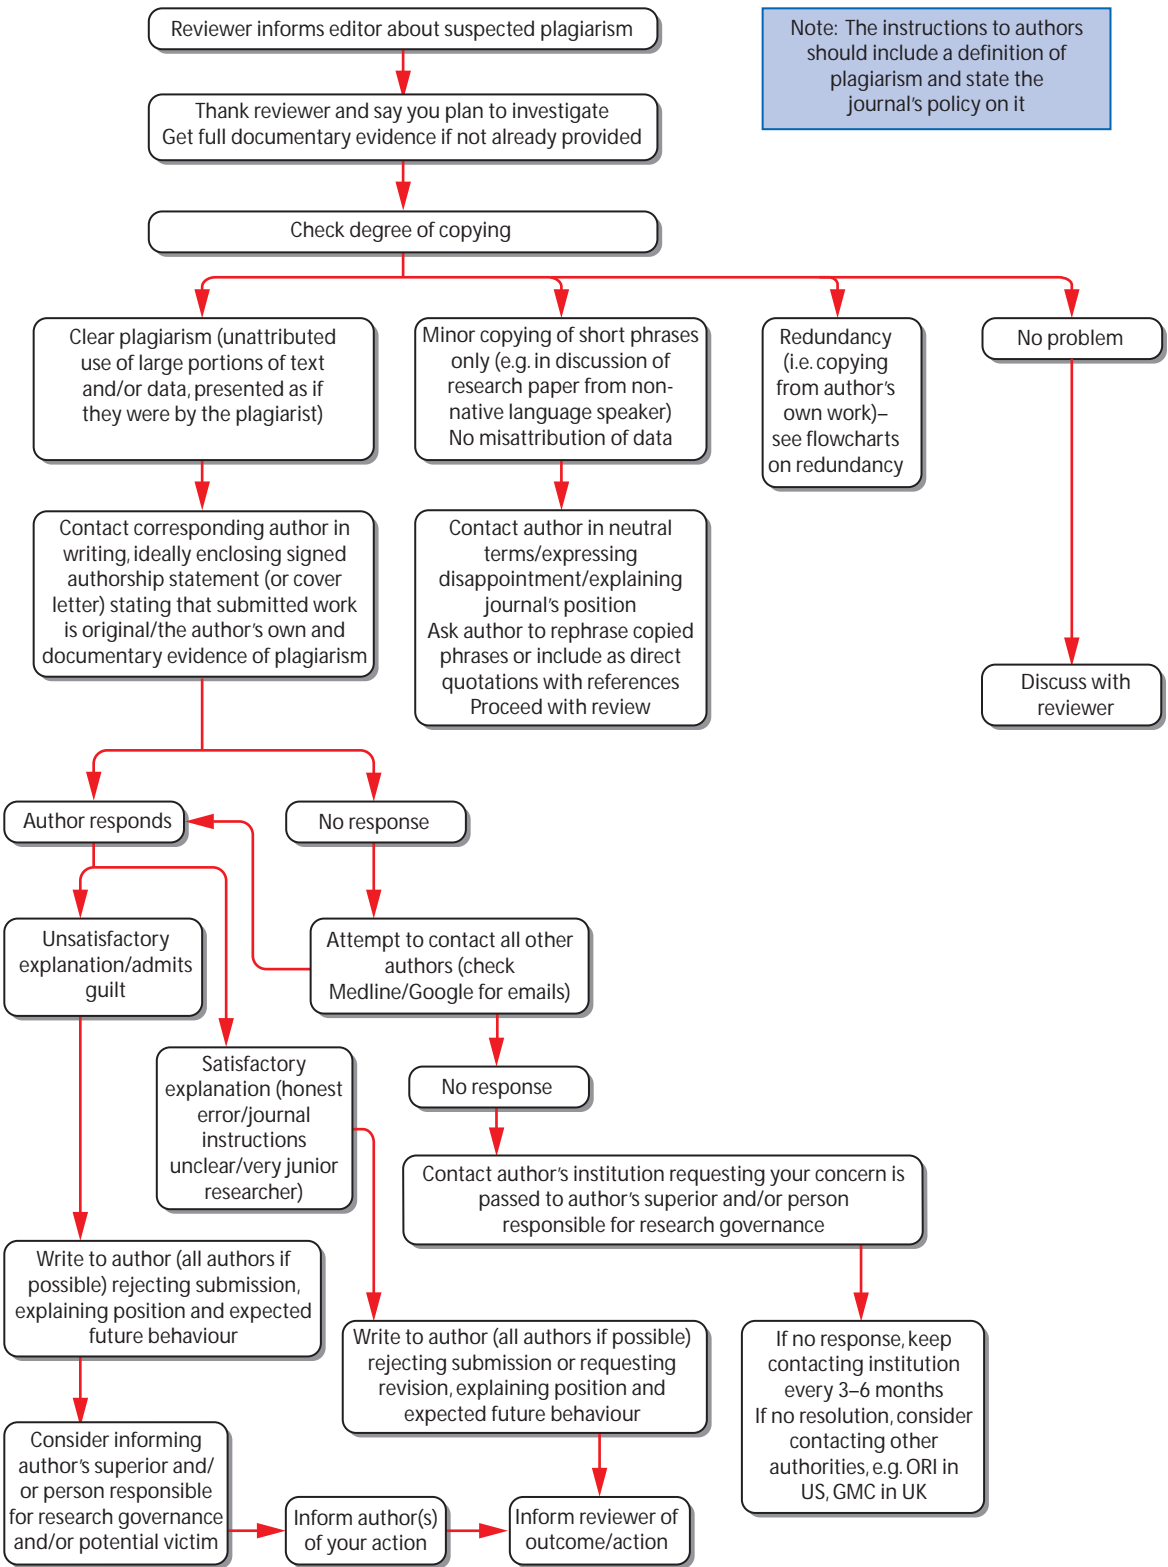 Reviewer informs editor about suspected plagiarism
Note: The instructions to authors
should include a definition of
plagiarism and state the
journal's policy on it
Thank reviewer and say you plan to investigate
Get full documentary evidence if not already provided
Check degree of copying
Clear plagiarism (unattributed
use of large portions of text
and/or data, presented as if
they were by the plagiarist)
Minor copying of short phrases
only (e.g. in discussion of
research paper from non-
native language speaker)
No misattribution of data
Redundancy
(i.e. copying
from author's
own work)–
see flowcharts
on redundancy
No problem
Contact corresponding author in
writing, ideally enclosing signed
authorship statement (or cover
letter) stating that submitted work
is original/the author's own and
documentary evidence of plagiarism
Contact author in neutral
terms/expressing
disappointment/explaining
journal's position
Ask author to rephrase copied
phrases or include as direct
quotations with references
Proceed with review
Discuss with
reviewer
Author responds
No response
Unsatisfactory
explanation/admits
guilt
Attempt to contact all other
authors (check
Medline/Google for emails)
Satisfactory
explanation (honest
error/journal
instructions
unclear/very junior
researcher)
No response
Contact author's institution requesting your concern is
passed to author's superior and/or person
responsible for research governance
Write to author (all authors if
possible) rejecting submission,
explaining position and expected
future behaviour
Write to author (all authors if possible)
rejecting submission or requesting
revision, explaining position and
expected future behaviour
If no response, keep
contacting institution
every 3–6 months
If no resolution, consider
contacting other
authorities, e.g. ORI in
US, GMC in UK
Consider informing
author's superior and/
or person responsible
for research governance
and/or potential victim
Inform author(s)
of your action
Inform reviewer of
outcome/action